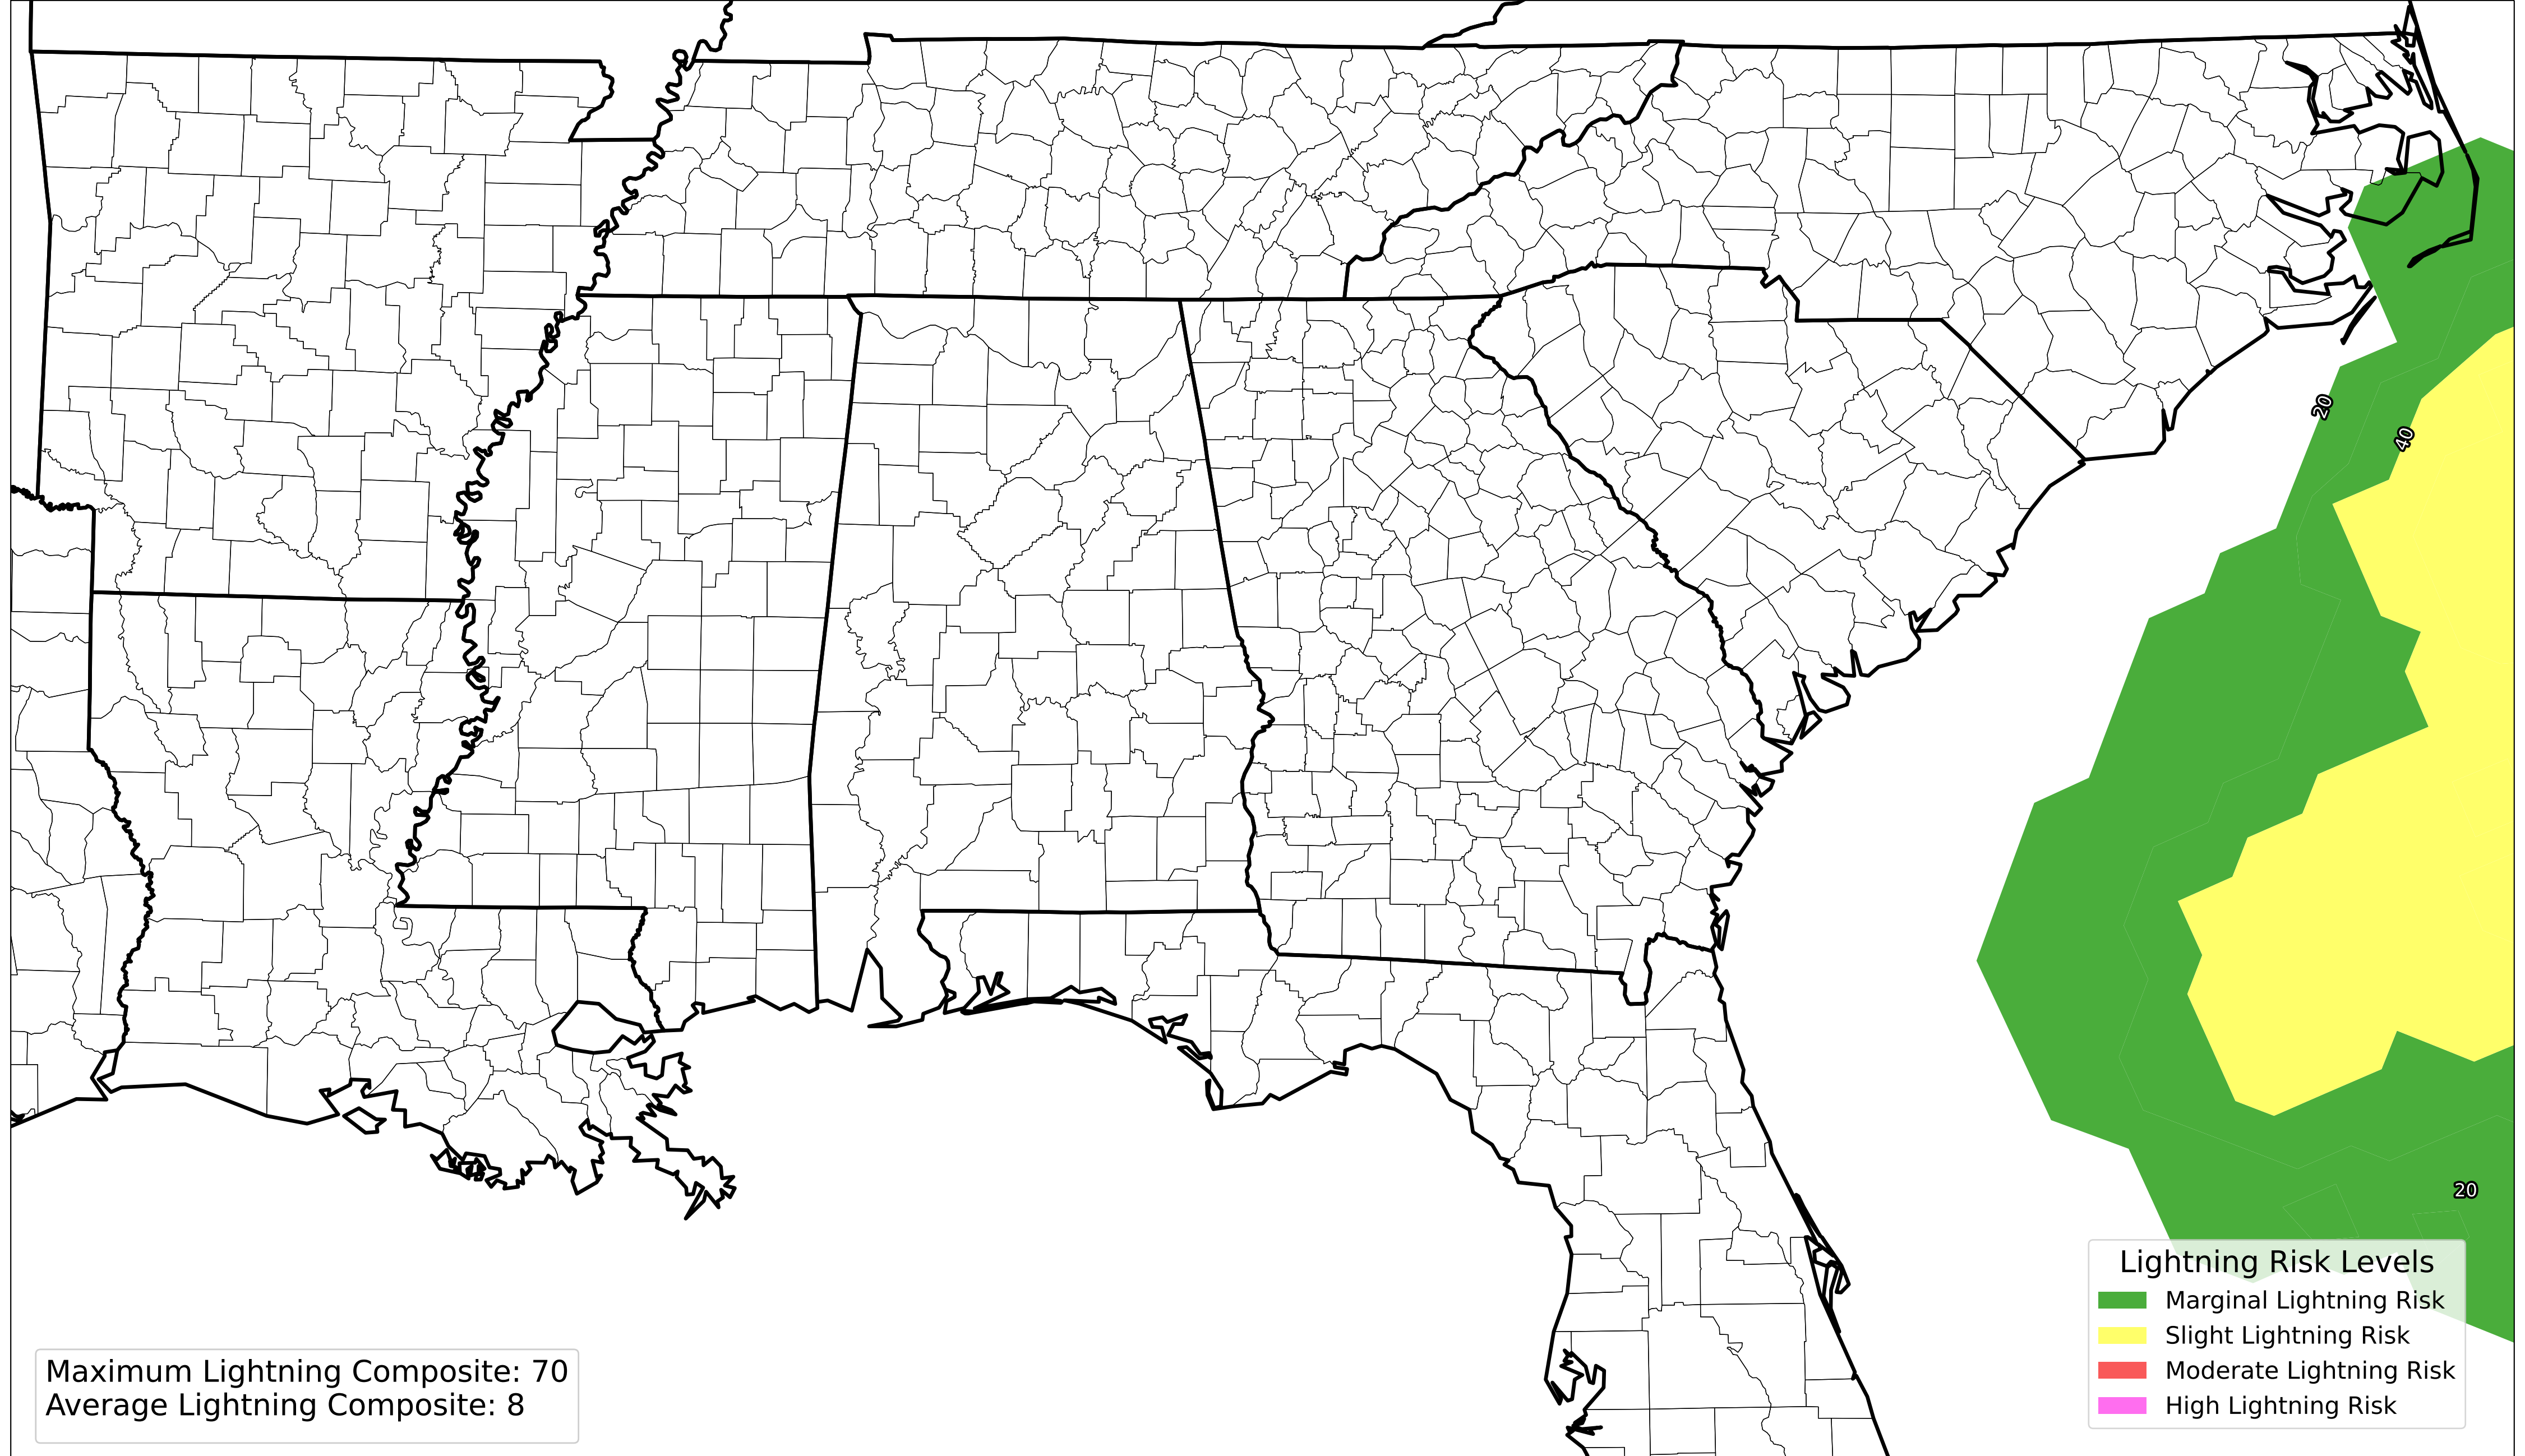 20
40
20
Lightning Risk Levels
Marginal Lightning Risk
Slight Lightning Risk
Moderate Lightning Risk
High Lightning Risk
Maximum Lightning Composite: 70
Average Lightning Composite: 8